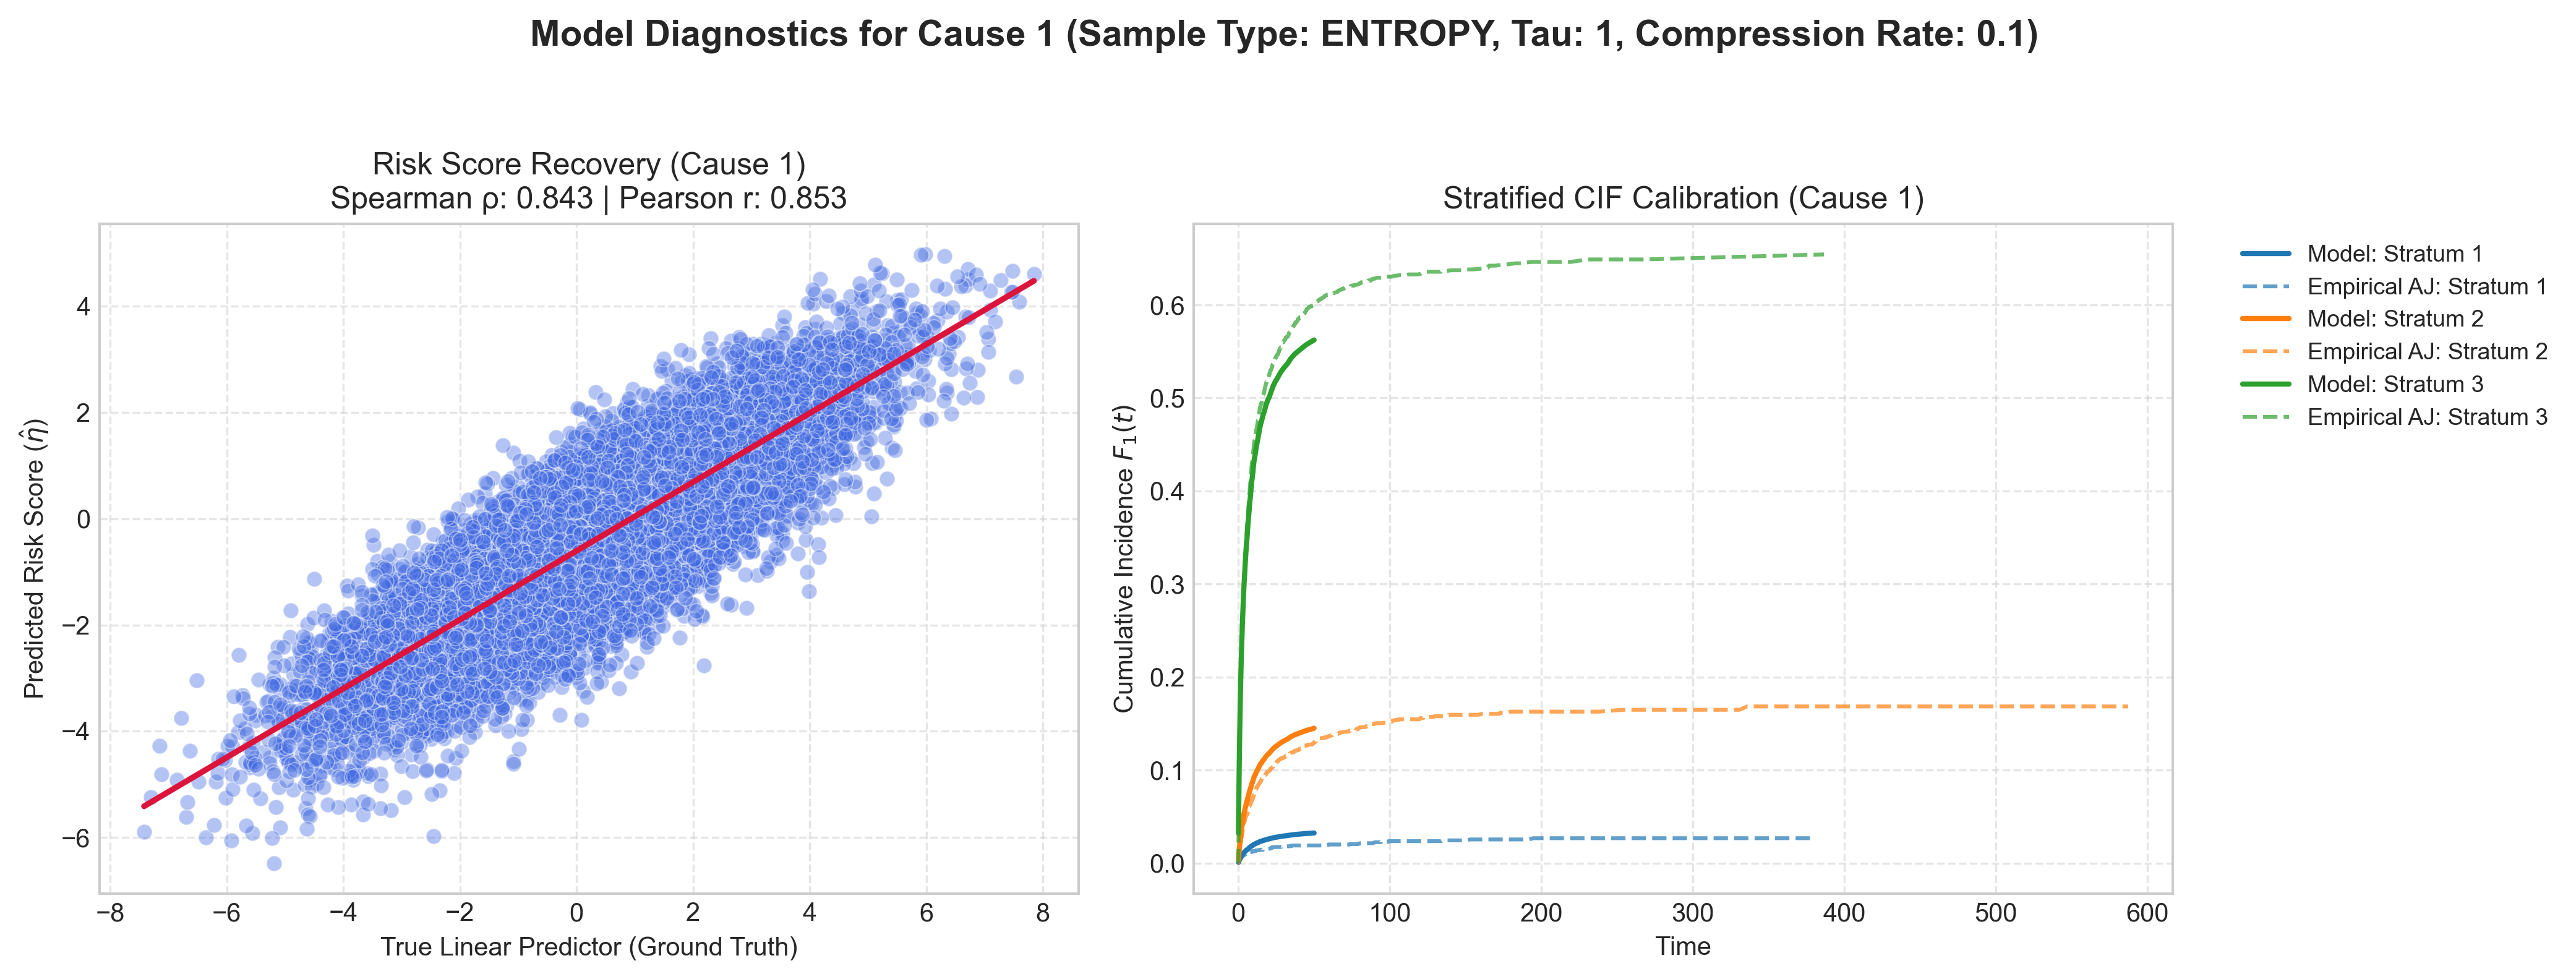 Model Diagnostics for Cause 1 (Sample Type: ENTROPY, Tau: 1, Compression Rate: 0.1)
Risk Score Recovery (Cause 1)
Spearman ρ: 0.843 | Pearson r: 0.853
Predicted Risk Score (η̂)
4
2
0
−2
−4
−6
−8
−6
−4
−2
0
2
4
6
8
True Linear Predictor (Ground Truth)
Stratified CIF Calibration (Cause 1)
Cumulative Incidence F₁(t)
0.6
0.5
0.4
0.3
0.2
0.1
0.0
0
100
200
300
400
500
600
Time
Model: Stratum 1
Empirical AJ: Stratum 1
Model: Stratum 2
Empirical AJ: Stratum 2
Model: Stratum 3
Empirical AJ: Stratum 3